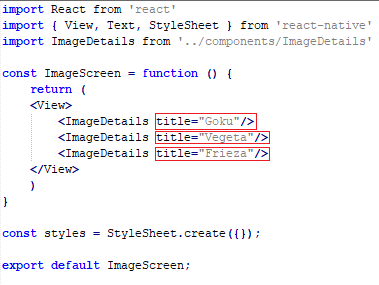 import React from 'react'
import { View, Text, StyleSheet } from 'react-native'
import ImageDetails from '../components/ImageDetails'

const ImageScreen = function () {
    return (
    <View>
        <ImageDetails title="Goku"/>
        <ImageDetails title="Vegeta"/>
        <ImageDetails title="Frieza"/>
    </View>
    )
}

const styles = StyleSheet.create({});

export default ImageScreen;